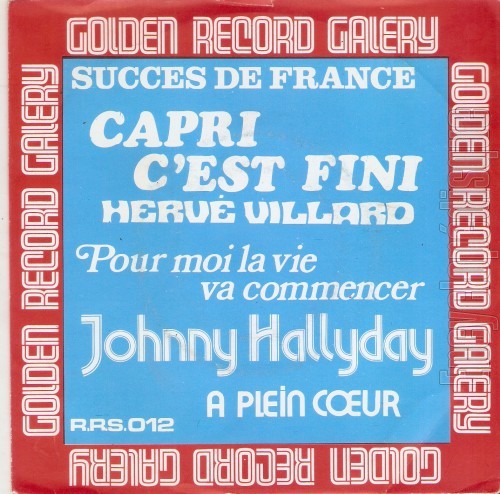 GOLDEN RECORD GALERY
SUCCES DE FRANCE
CAPRI
C'EST FINI
HERVÉ VILLARD
Pour moi la vie
va commencer
Johnny Hallyday
A PLEIN CŒUR
R.R.S.012
GOLDEN RECORD GALERY
GOLDEN RECORD GALERY
GOLDEN RECORD GALERY